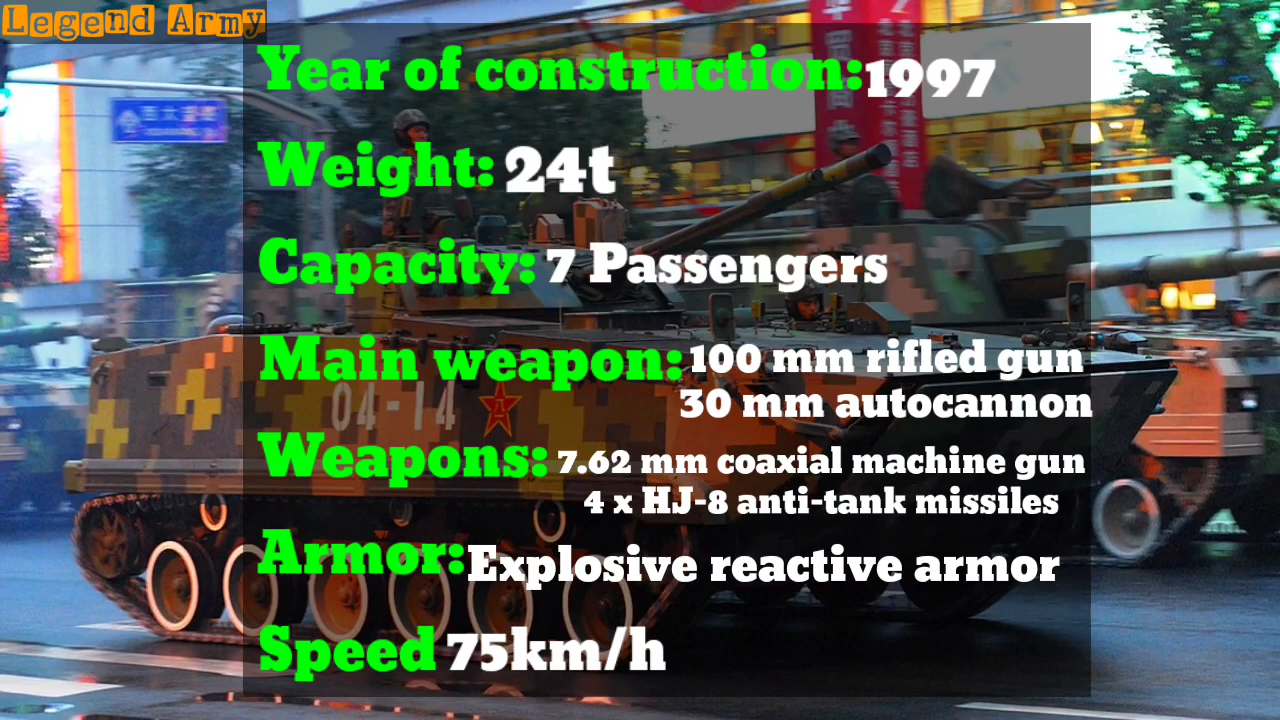 Legend Army
Year of construction: 1997
Weight: 24t
Capacity: 7 Passengers
Main weapon: 100 mm rifled gun
30 mm autocannon
04-14
八一
Weapons: 7.62 mm coaxial machine gun
4 x HJ-8 anti-tank missiles
Armor: Explosive reactive armor
Speed 75km/h